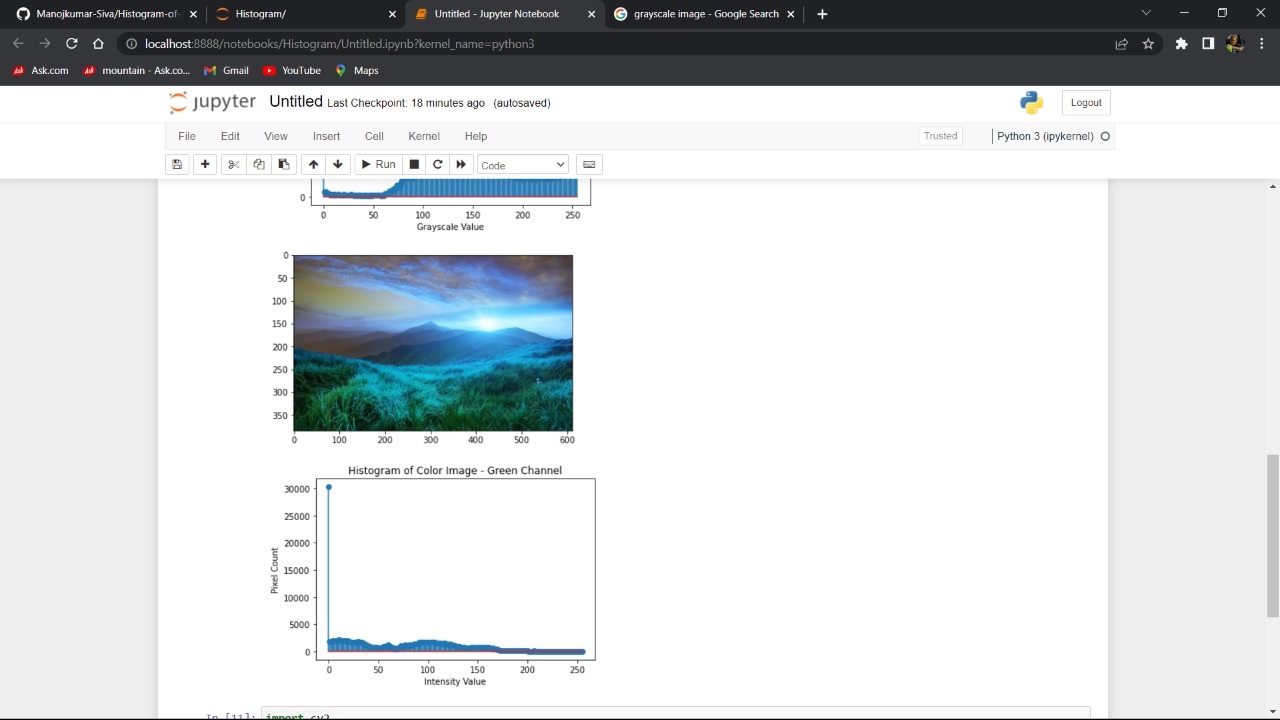 Manojkumar-Siva/Histogram-of- Histogram/ Untitled - Jupyter Notebook grayscale image - Google Search
localhost:8888/notebooks/Histogram/Untitled.ipynb?kernel_name=python3
Ask.com mountain - Ask.co... Gmail YouTube Maps
jupyter Untitled Last Checkpoint: 18 minutes ago (autosaved) Logout
File Edit View Insert Cell Kernel Help Trusted Python 3 (ipykernel)
Run Code
0
0 50 100 150 200 250
Grayscale Value
0
50
100
150
200
250
300
350
0 100 200 300 400 500 600
Histogram of Color Image - Green Channel
30000
25000
20000
15000
10000
5000
0
Pixel Count
0 50 100 150 200 250
Intensity Value
In [11]: import cv2